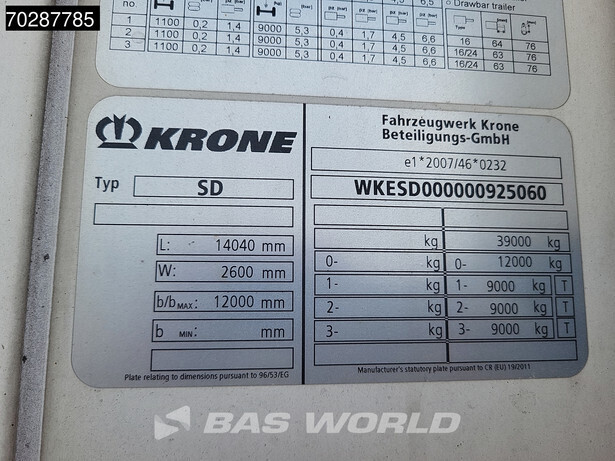 70287785
no.
○ Drawbar trailer
1 1100 0,2 1,4 9000 5,3 0,4 1,7 4,5 6,6 16 64 76
2 1100 0,2 1,4 9000 5,3 0,4 1,7 4,5 6,6 16/24 63 76
3 1100 0,2 1,4 9000 5,3 0,4 1,7 4,5 6,6 16/24 63 76
KRONE
Typ SD
L: 14040 mm
W: 2600 mm
b/b MAX: 12000 mm
b MIN: mm
Plate relating to dimensions pursuant to 96/53/EG
Fahrzeugwerk Krone
Beteiligungs-GmbH
e1*2007/46*0232
WKESD000000925060
kg 39000 kg
0- kg 0- 12000 kg
1- kg 1- 9000 kg T
2- kg 2- 9000 kg T
3- kg 3- 9000 kg T
Manufacturer's statutory plate pursuant to CR (EU) 19/2011
BAS WORLD